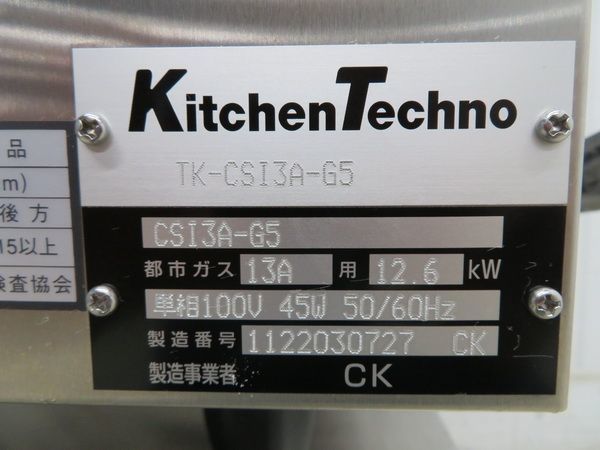 KitchenTechno
TK-CSI3A-G5
CSI3A-G5
都市ガス 13A 用 12.6 kW
単相100V 45W 50/60Hz
製造番号 1122030727 CK
製造事業者 CK
品
m)
後方
15以上
検査協会